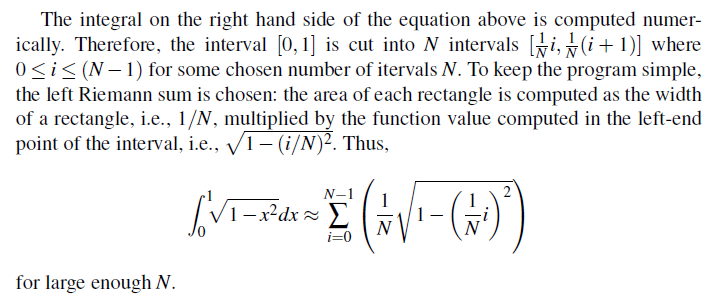 The integral on the right hand side of the equation above is computed numer-
ically. Therefore, the interval [0, 1] is cut into N intervals [\frac{1}{N}i, \frac{1}{N}(i + 1)] where
0 ≤ i ≤ (N − 1) for some chosen number of itervals N. To keep the program simple,
the left Riemann sum is chosen: the area of each rectangle is computed as the width
of a rectangle, i.e., 1/N, multiplied by the function value computed in the left-end
point of the interval, i.e., \sqrt{1 − (i/N)^2}. Thus,
\int_0^1 \sqrt{1 − x^2} dx ≈ \sum_{i=0}^{N−1} \left( \frac{1}{N} \sqrt{1 − \left( \frac{1}{N} i \right)^2} \right)
for large enough N.